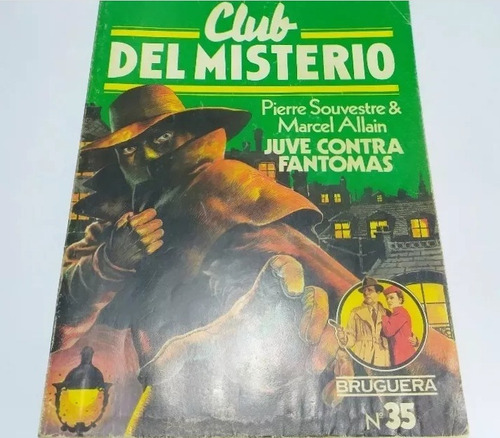 Club
DEL MISTERIO
Pierre Souvestre &
Marcel Allain
JUVE CONTRA
FANTOMAS
BRUGUERA
Nº 35